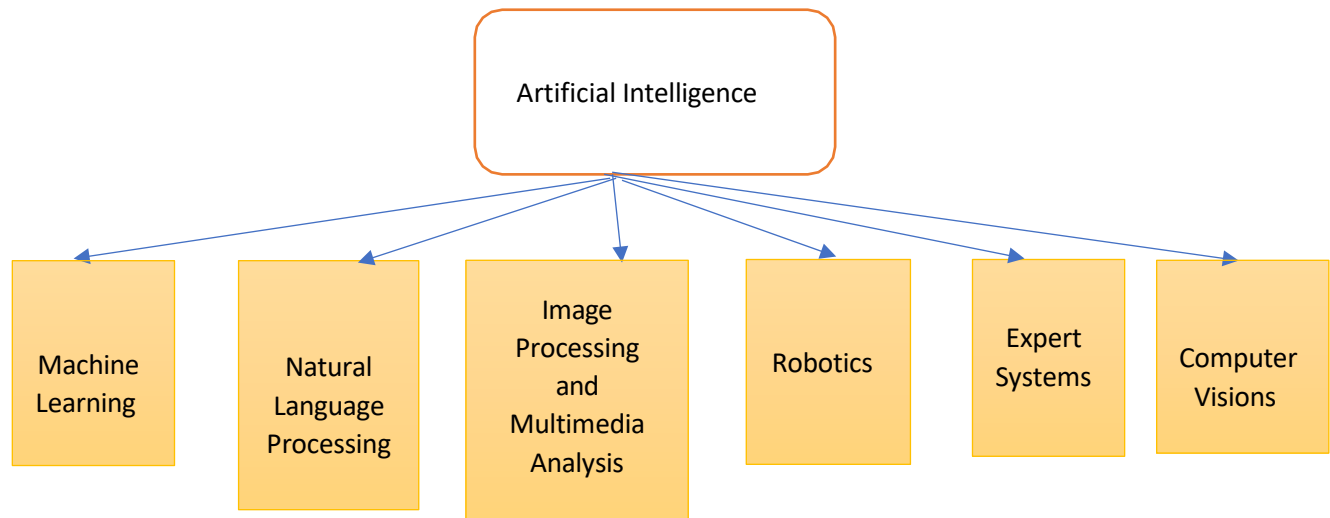 Artificial Intelligence
Machine
Learning
Natural
Language
Processing
Image
Processing
and
Multimedia
Analysis
Robotics
Expert
Systems
Computer
Visions